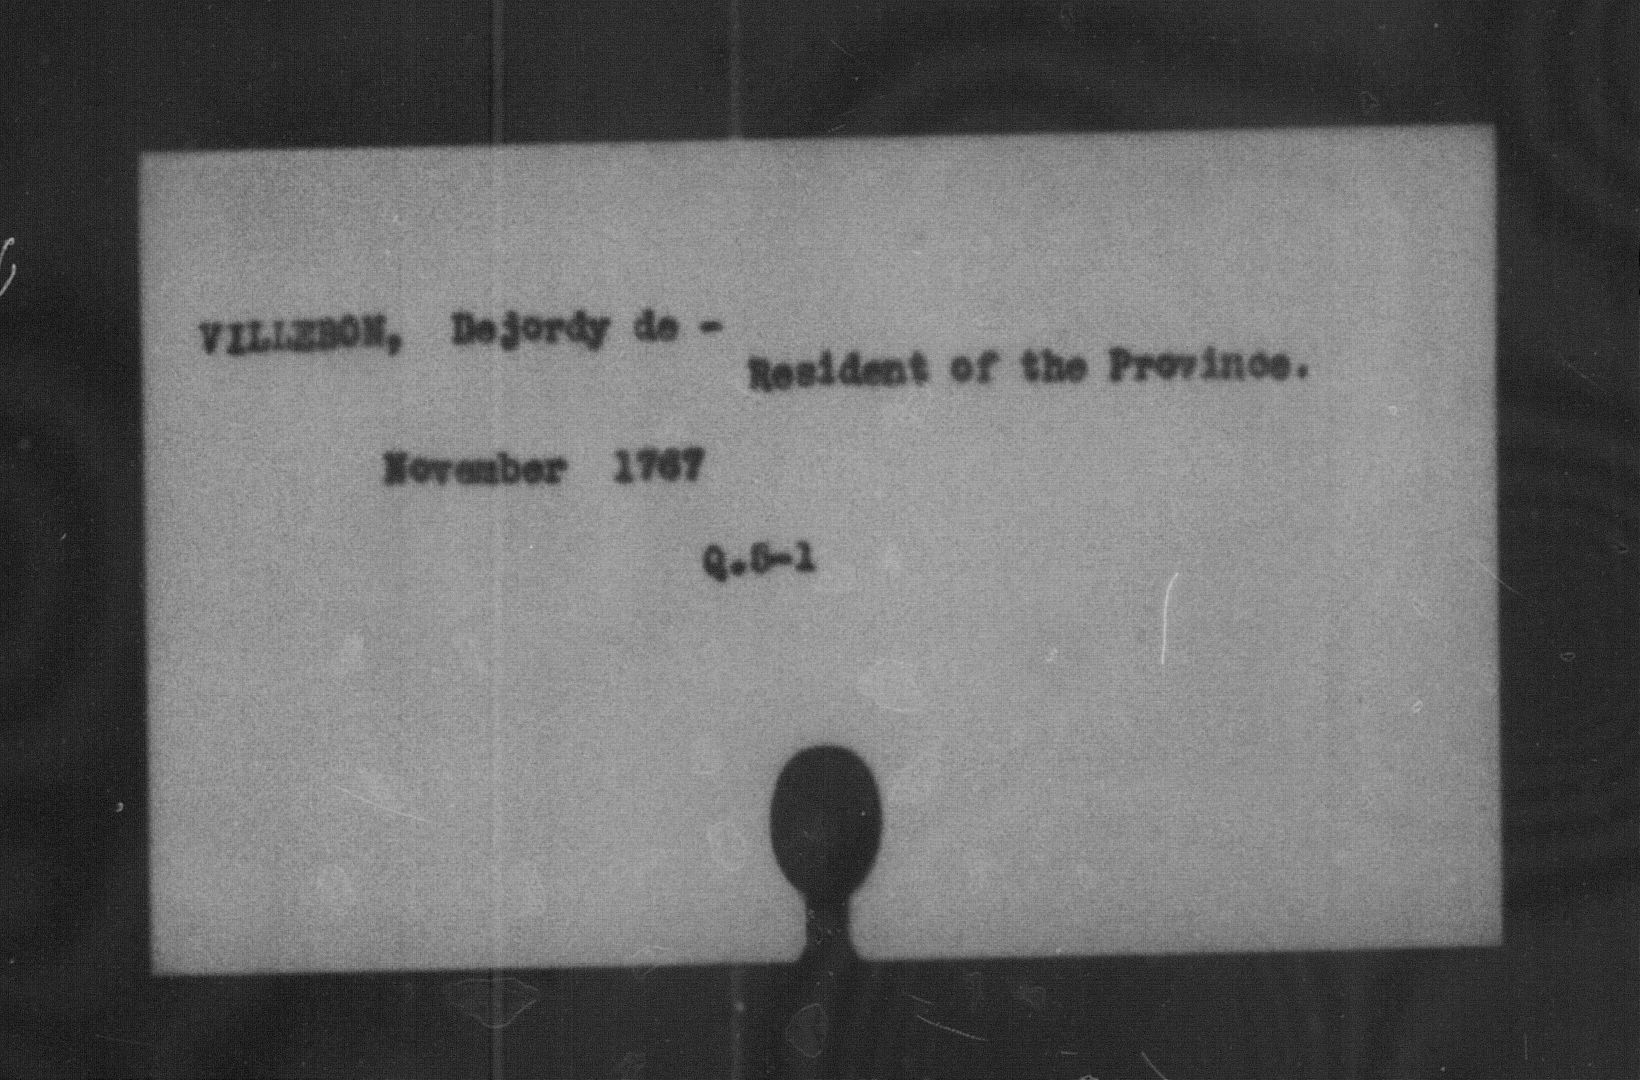 VILLEBON, Dejordy de -
Resident of the Province.
November 1767
Q.5-1